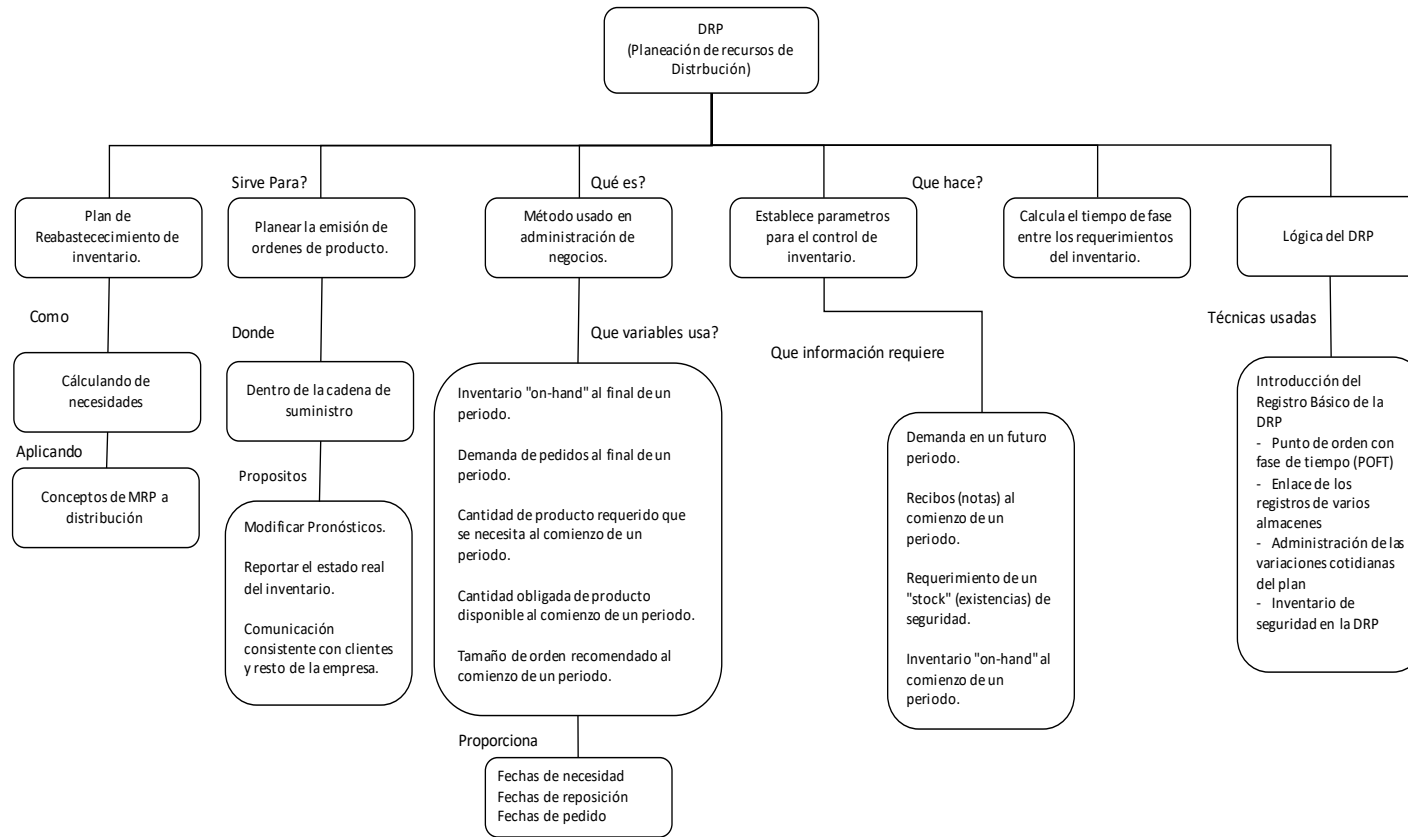 DRP
(Planeación de recursos de
Distrbución)
Sirve Para?
Qué es?
Que hace?
Plan de
Reabastececimiento de
inventario.
Planear la emisión de
ordenes de producto.
Método usado en
administración de
negocios.
Establece parametros
para el control de
inventario.
Calcula el tiempo de fase
entre los requerimientos
del inventario.
Lógica del DRP
Como
Donde
Que variables usa?
Que información requiere
Técnicas usadas
Cálculando de
necesidades
Aplicando
Conceptos de MRP a
distribución
Dentro de la cadena de
suministro
Propositos
Modificar Pronósticos.
Reportar el estado real
del inventario.
Comunicación
consistente con clientes
y resto de la empresa.
Inventario "on-hand" al final de un
periodo.
Demanda de pedidos al final de un
periodo.
Cantidad de producto requerido que
se necesita al comienzo de un
periodo.
Cantidad obligada de producto
disponible al comienzo de un periodo.
Tamaño de orden recomendado al
comienzo de un periodo.
Proporciona
Fechas de necesidad
Fechas de reposición
Fechas de pedido
Demanda en un futuro
periodo.
Recibos (notas) al
comienzo de un
periodo.
Requerimiento de un
"stock" (existencias) de
seguridad.
Inventario "on-hand" al
comienzo de un
periodo.
Introducción del
Registro Básico de la
DRP
- Punto de orden con
fase de tiempo (POFT)
- Enlace de los
registros de varios
almacenes
- Administración de las
variaciones cotidianas
del plan
- Inventario de
seguridad en la DRP